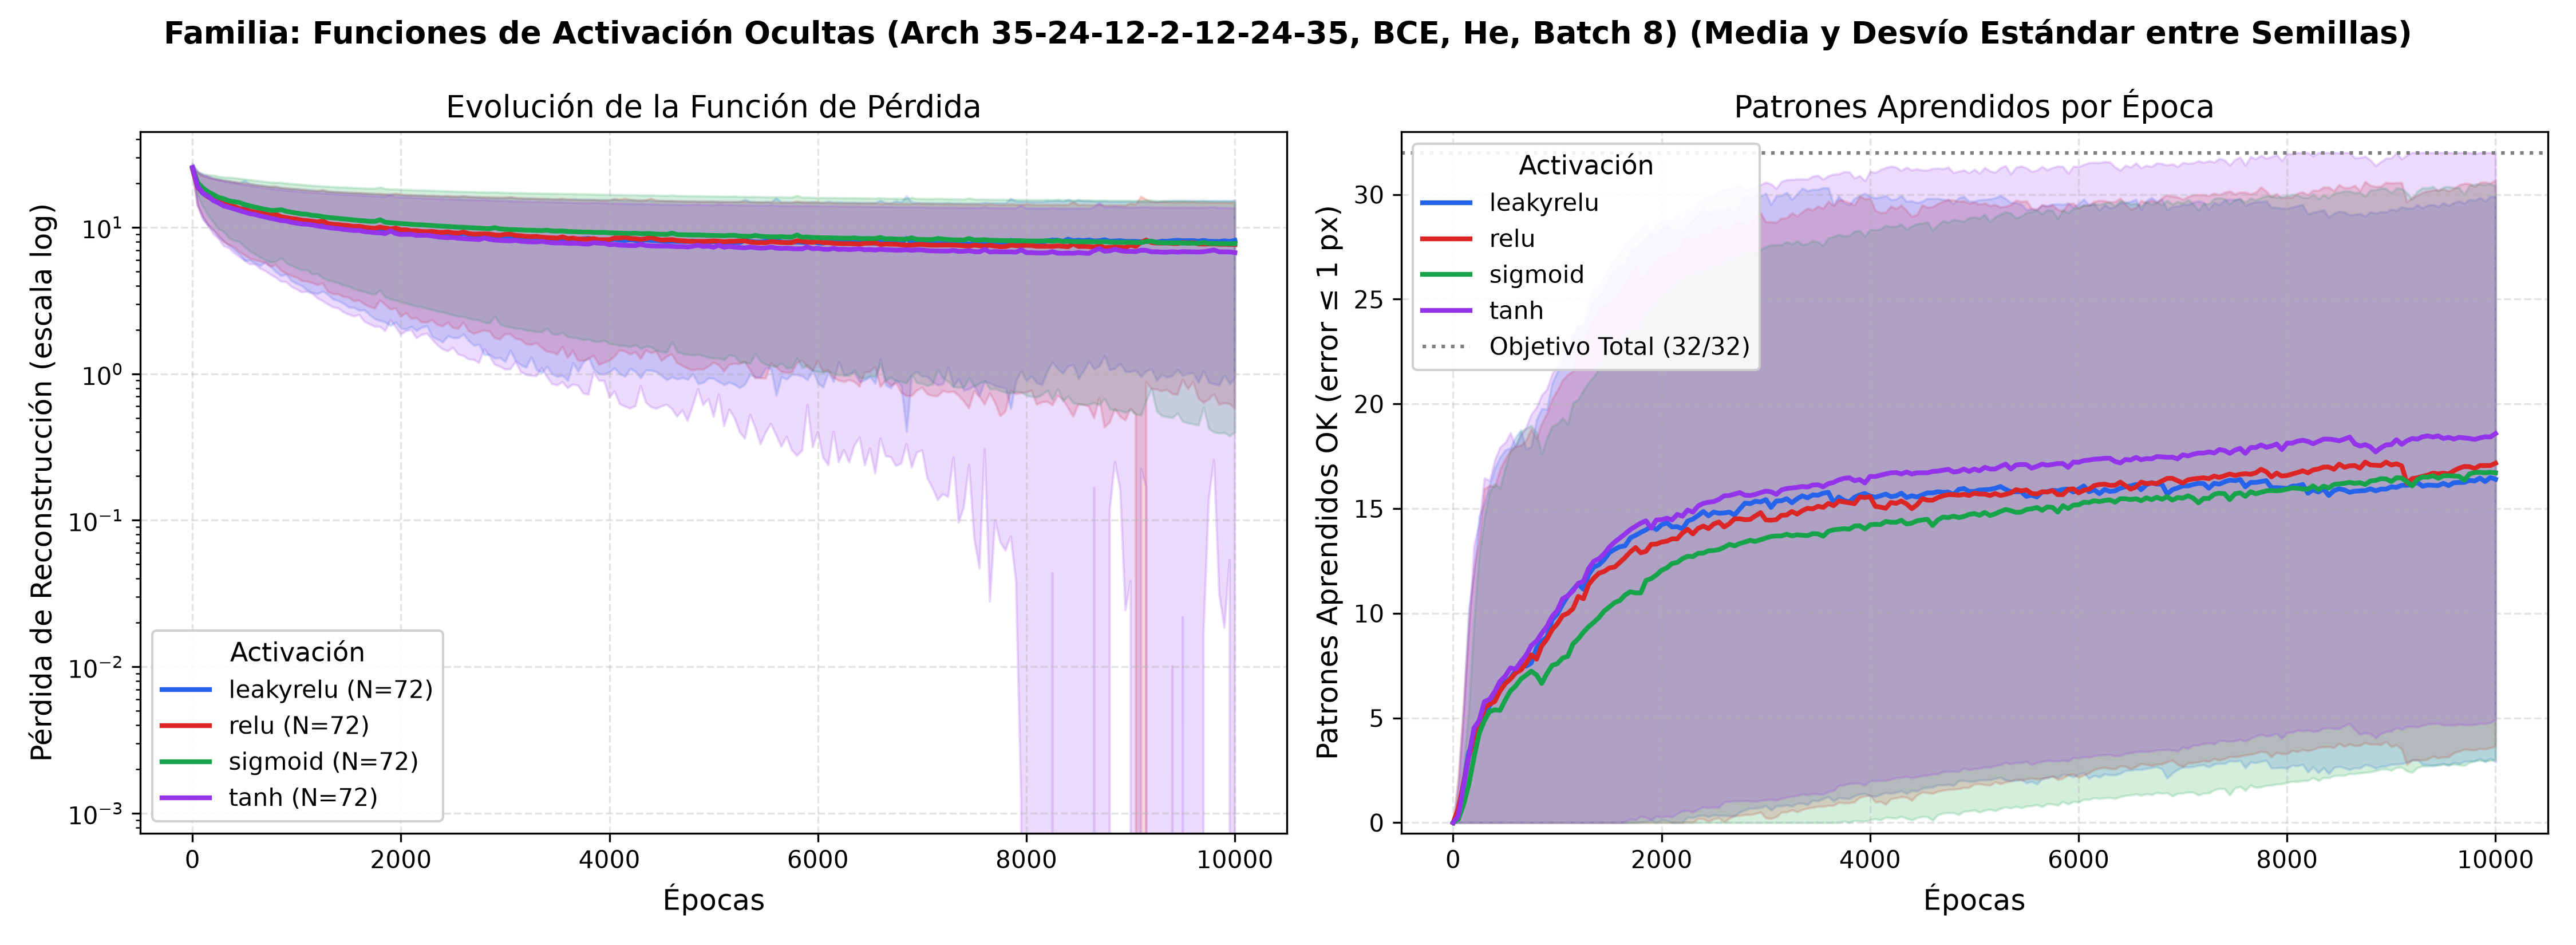 Familia: Funciones de Activación Ocultas (Arch 35-24-12-2-12-24-35, BCE, He, Batch 8) (Media y Desvío Estándar entre Semillas)
Evolución de la Función de Pérdida
Pérdida de Reconstrucción (escala log)
10¹
10⁰
10⁻¹
10⁻²
10⁻³
Activación
leakyrelu (N=72)
relu (N=72)
sigmoid (N=72)
tanh (N=72)
0 2000 4000 6000 8000 10000
Épocas
Patrones Aprendidos por Época
Patrones Aprendidos OK (error ≤ 1 px)
30
25
20
15
10
5
0
Activación
leakyrelu
relu
sigmoid
tanh
Objetivo Total (32/32)
0 2000 4000 6000 8000 10000
Épocas